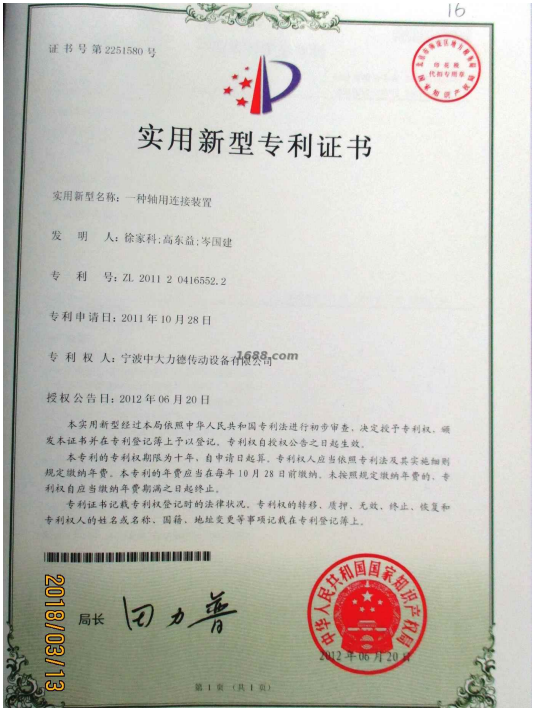 16
证书号第2251580号
实用新型专利证书
实用新型名称：一种轴用连接装置
发 明 人：徐家科;高东益;岑国建
专 利 号：ZL 2011 2 0416552.2
专利申请日：2011年10月28日
专 利 权 人：宁波中大力德传动设备有限公司
1688.com
授权公告日：2012年06月20日
本实用新型经过本局依照中华人民共和国专利法进行初步审查，决定授予专利权，颁
发本证书并在专利登记簿上予以登记。专利权自授权公告之日起生效。
本专利的专利权期限为十年，自申请日起算。专利权人应当依照专利法及其实施细则
规定缴纳年费。本专利的年费应当在每年10月28日前缴纳。未按照规定缴纳年费的，专利
权自应当缴纳年费期满之日起终止。
专利证书记载专利权登记时的法律状况。专利权的转移、质押、无效、终止、恢复和
专利权人的姓名或名称、国籍、地址变更等事项记载在专利登记簿上。
局长 田力普
中华人民共和国国家知识产权局
2012年06月20日
2018/03/13
第1页（共1页）